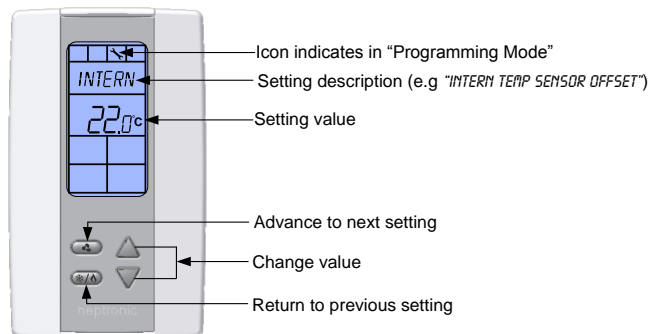 Icon indicates in “Programming Mode”
INTERN
Setting description (e.g “INTERN TEMP SENSOR OFFSET”)
22.0°C
Setting value
Advance to next setting
Change value
Return to previous setting
neptronic